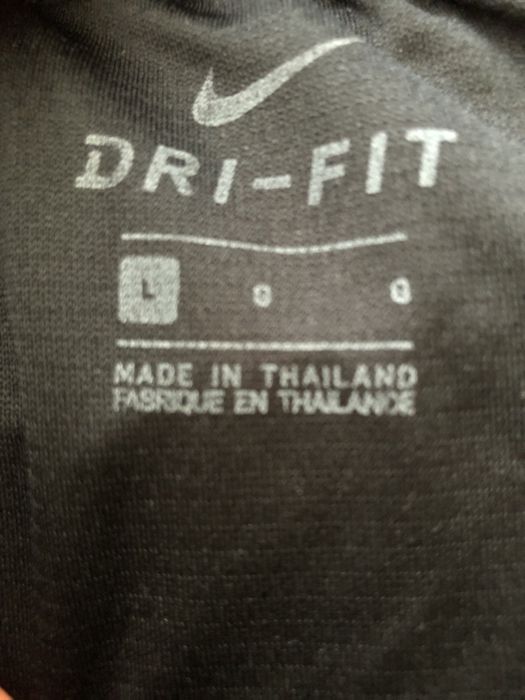 DRI-FIT
L G G
MADE IN THAILAND
FABRIQUE EN THAILANDE